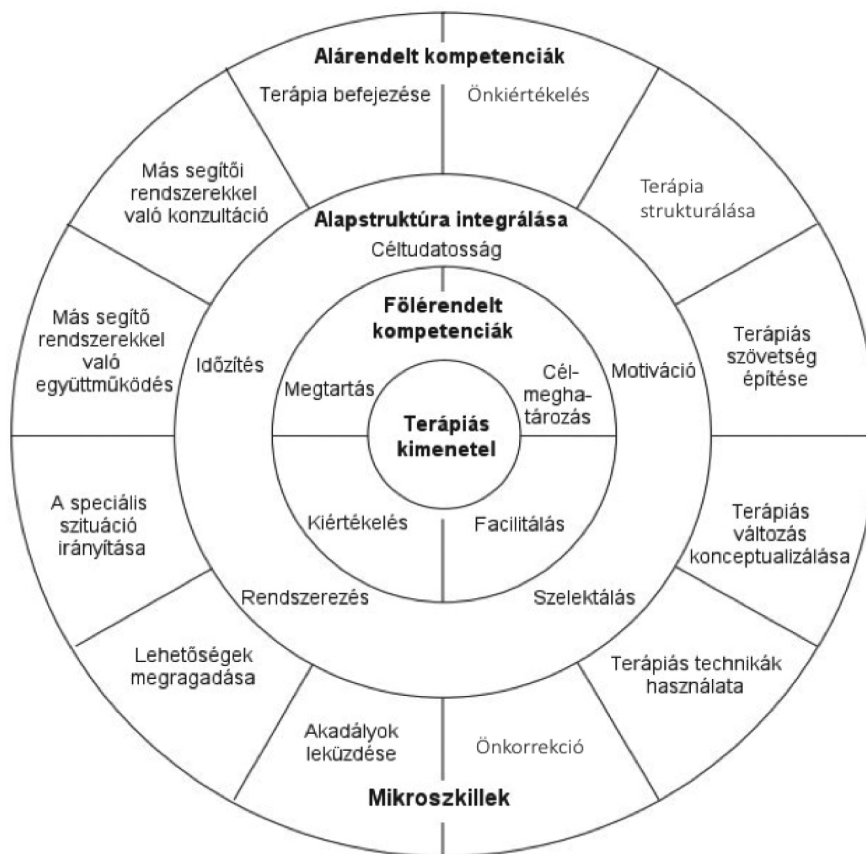 Alárendelt kompetenciák
Terápia befejezése
Önkiértékelés
Más segítői
rendszerekkel
való konzultáció
Terápia
strukturálása
Alapstruktúra integrálása
Céltudatosság
Más segítő
rendszerekkel
való
együttműködés
Időzítés
Fölérendelt
kompetenciák
Megtartás
Cél-
megha-
tározás
Motiváció
Terápiás
szövetség
építése
Terápiás
kimenetel
A speciális
szituáció
irányítása
Kiértékelés
Facilitálás
Terápiás
változás
konceptualizálása
Rendszerezés
Szelektálás
Lehetőségek
megragadása
Terápiás technikák
használata
Akadályok
leküzdése
Önkorrekció
Mikroszkillek